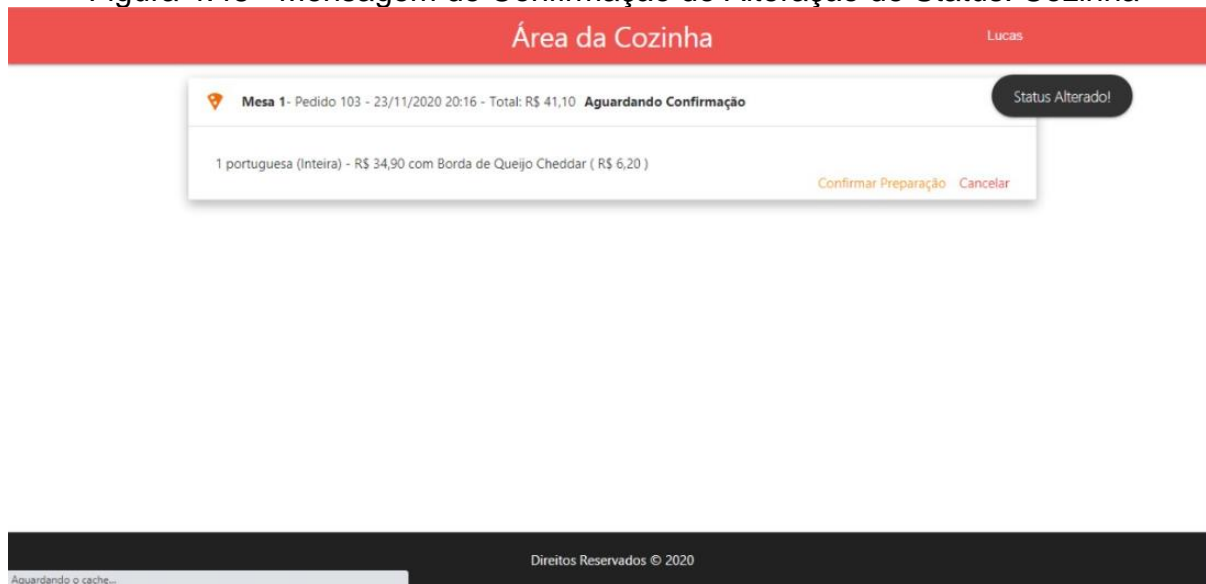 Área da Cozinha
Lucas
Mesa 1- Pedido 103 - 23/11/2020 20:16 - Total: R$ 41,10 Aguardando Confirmação
Status Alterado!
1 portuguesa (Inteira) - R$ 34,90 com Borda de Queijo Cheddar ( R$ 6,20 )
Confirmar Preparação Cancelar
Direitos Reservados © 2020
Aguardando o cache...